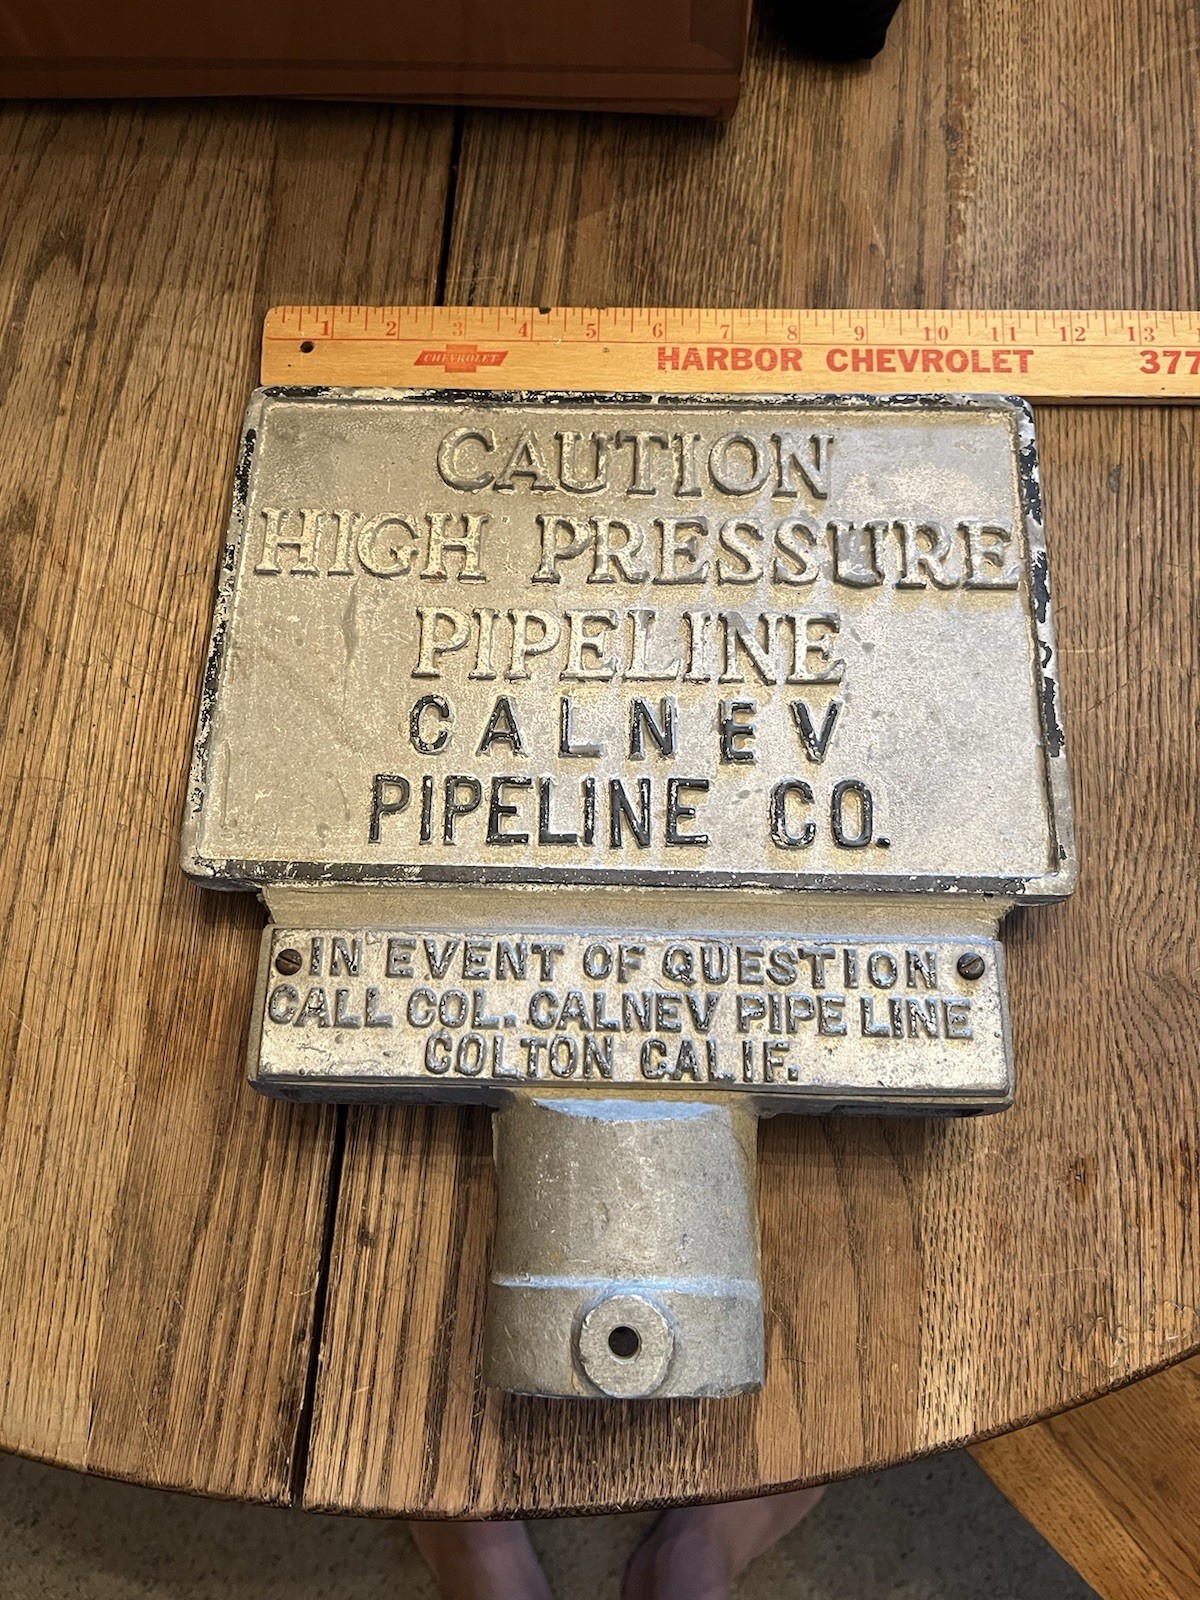 1 2 3 4 5 6 7 8 9 10 11 12 13
CHEVROLET HARBOR CHEVROLET 377
CAUTION
HIGH PRESSURE
PIPELINE
CALNEV
PIPELINE CO.
IN EVENT OF QUESTION
CALL COL. CALNEV PIPE LINE
COLTON CALIF.